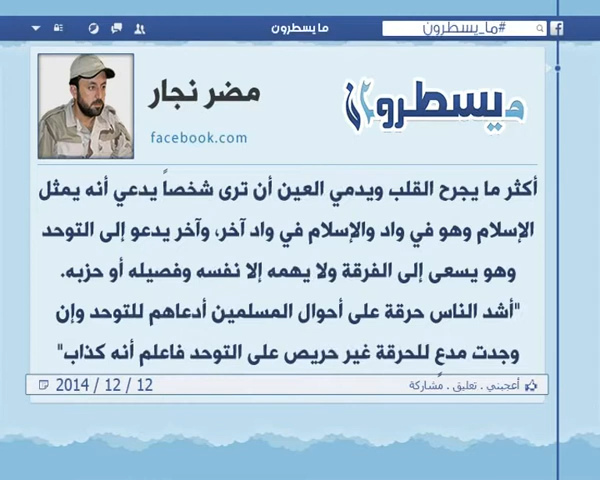 #ما_يسطرون
ما يسطرون
ما يسطرون
مضر نجار
facebook.com
أكثر ما يجرح القلب ويدمي العين أن ترى شخصاً يدعي أنه يمثل
الإسلام وهو في واد والإسلام في واد آخر، وآخر يدعو إلى التوحد
وهو يسعى إلى الفرقة ولا يهمه إلا نفسه وفصيله أو حزبه.
"أشد الناس حرقة على أحوال المسلمين أدعاهم للتوحد وإن
وجدت مدعٍ للحرقة غير حريص على التوحد فاعلم أنه كذاب"
أعجبني . تعليق . مشاركة
2014 / 12 / 12